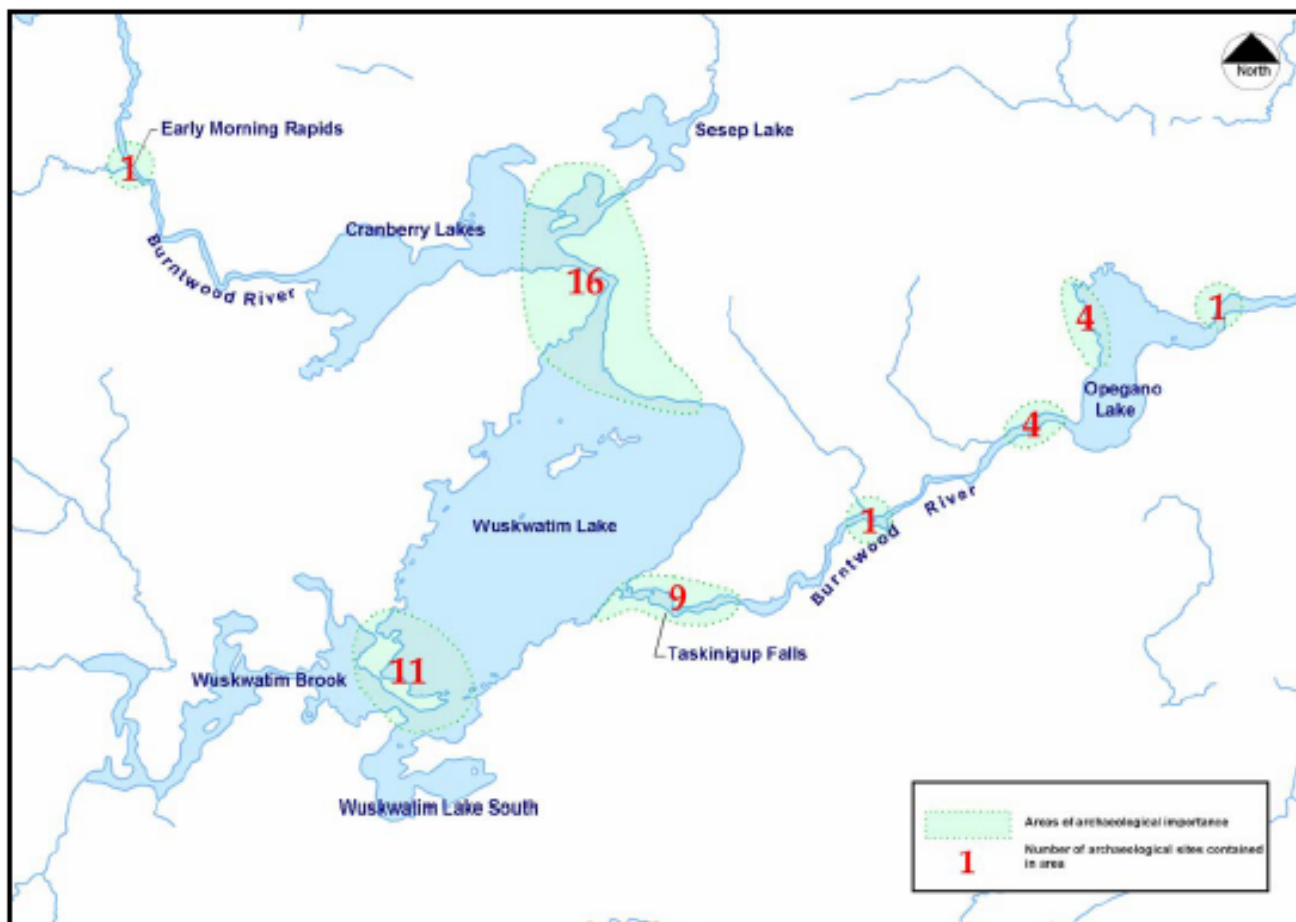 North
Early Morning Rapids
Sesep Lake
1
Cranberry Lakes
Burntwood River
16
4
1
Opegano
Lake
4
Wuskwatim Lake
1
Burntwood River
9
Taskinigup Falls
11
Wuskwatim Brook
Wuskwatim Lake South
Areas of archaeological importance
1
Number of archaeological sites contained
in area